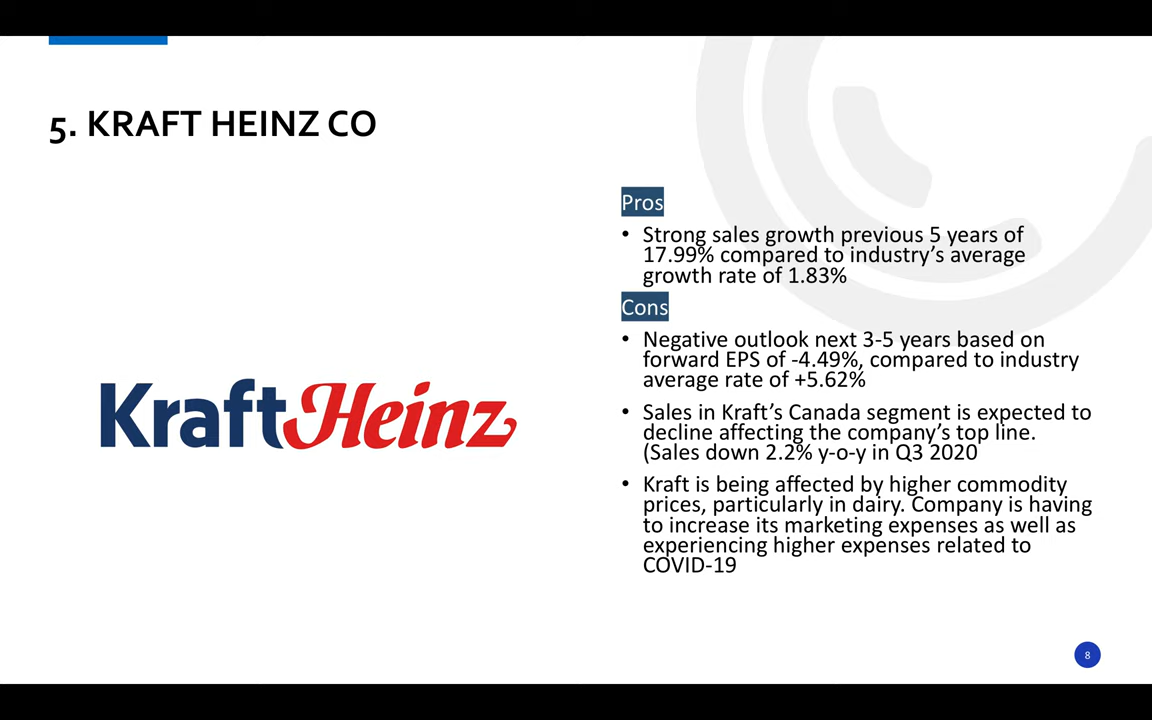 5. KRAFT HEINZ CO
Pros
• Strong sales growth previous 5 years of
17.99% compared to industry’s average
growth rate of 1.83%
Cons
• Negative outlook next 3-5 years based on
forward EPS of -4.49%, compared to industry
average rate of +5.62%
• Sales in Kraft’s Canada segment is expected to
decline affecting the company’s top line.
(Sales down 2.2% y-o-y in Q3 2020
• Kraft is being affected by higher commodity
prices, particularly in dairy. Company is having
to increase its marketing expenses as well as
experiencing higher expenses related to
COVID-19
KraftHeinz
8